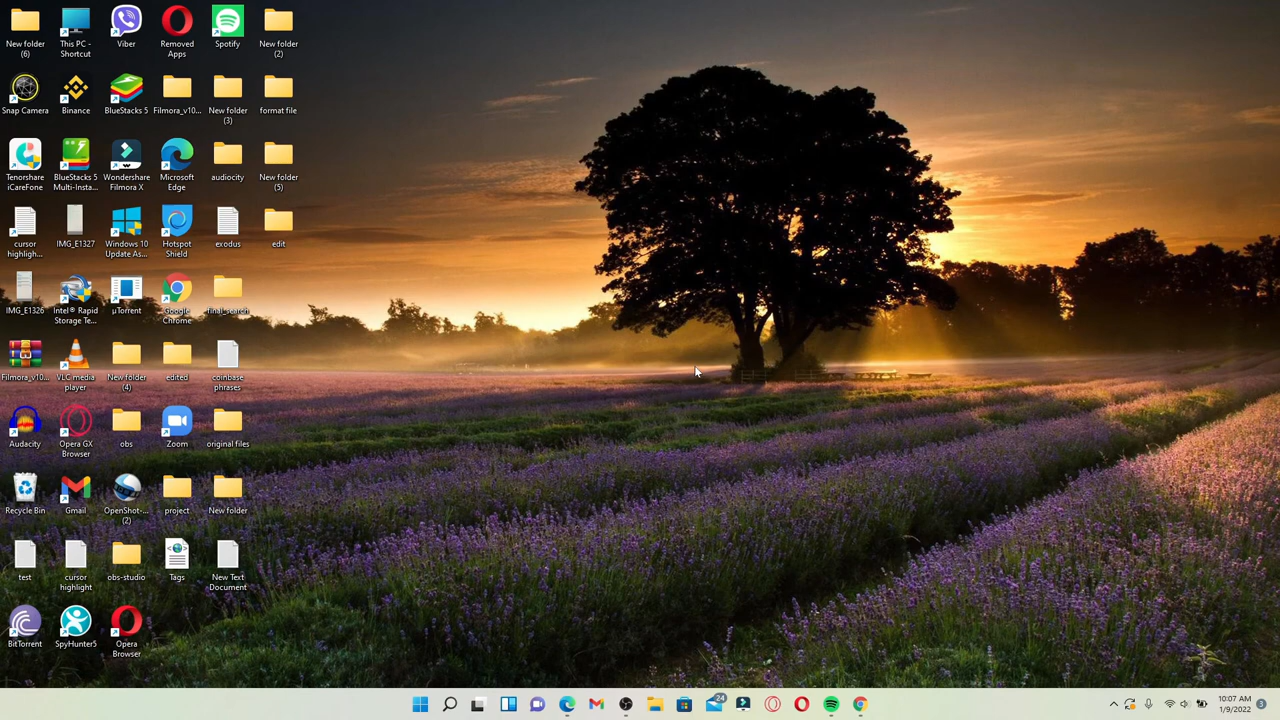 New folder
(6)
This PC -
Shortcut
Viber
Removed
Apps
Spotify
New folder
(2)
Snap Camera
Binance
BlueStacks 5
Filmora_v10...
New folder
(3)
format file
Tenorshare
iCareFone
BlueStacks 5
Multi-Insta...
Wondershare
Filmora X
Microsoft
Edge
audiocity
New folder
(5)
cursor
highligh...
IMG_E1327
Windows 10
Update As...
Hotspot
Shield
exodus
edit
IMG_E1326
Intel® Rapid
Storage Te...
µTorrent
Google
Chrome
final_search
Filmora_v10...
VLC media
player
New folder
(4)
edited
coinbase
phrases
Audacity
Opera GX
Browser
obs
Zoom
original files
Recycle Bin
Gmail
OpenShot-...
(2)
project
New folder
test
cursor
highlight
obs-studio
Tags
New Text
Document
BitTorrent
SpyHunter5
Opera
Browser
24
10:07 AM
1/9/2022
3